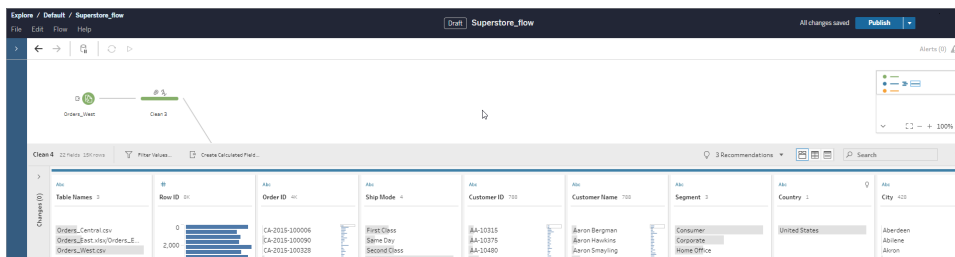 Explore / Default / Superstore_flow
Draft Superstore_flow
All changes saved Publish
File Edit Flow Help
Alerts (0)
Orders_West Clean 3
100%
Clean 4 22 fields 15K rows Filter Values... Create Calculated Field... 3 Recommendations Search
Changes (0)
Abc # Abc Abc Abc Abc Abc Abc Abc
Table Names 3 Row ID 8K Order ID 4K Ship Mode 4 Customer ID 788 Customer Name 788 Segment 3 Country 1 City 428
Orders_Central.csv 0 CA-2015-100006 First Class AA-10315 Aaron Bergman Consumer United States Aberdeen
Orders_East.xlsx/Orders_E... CA-2015-100090 Same Day AA-10375 Aaron Hawkins Corporate Abilene
Orders_West.csv 2,000 CA-2015-100328 Second Class AA-10480 Aaron Smayling Home Office Akron